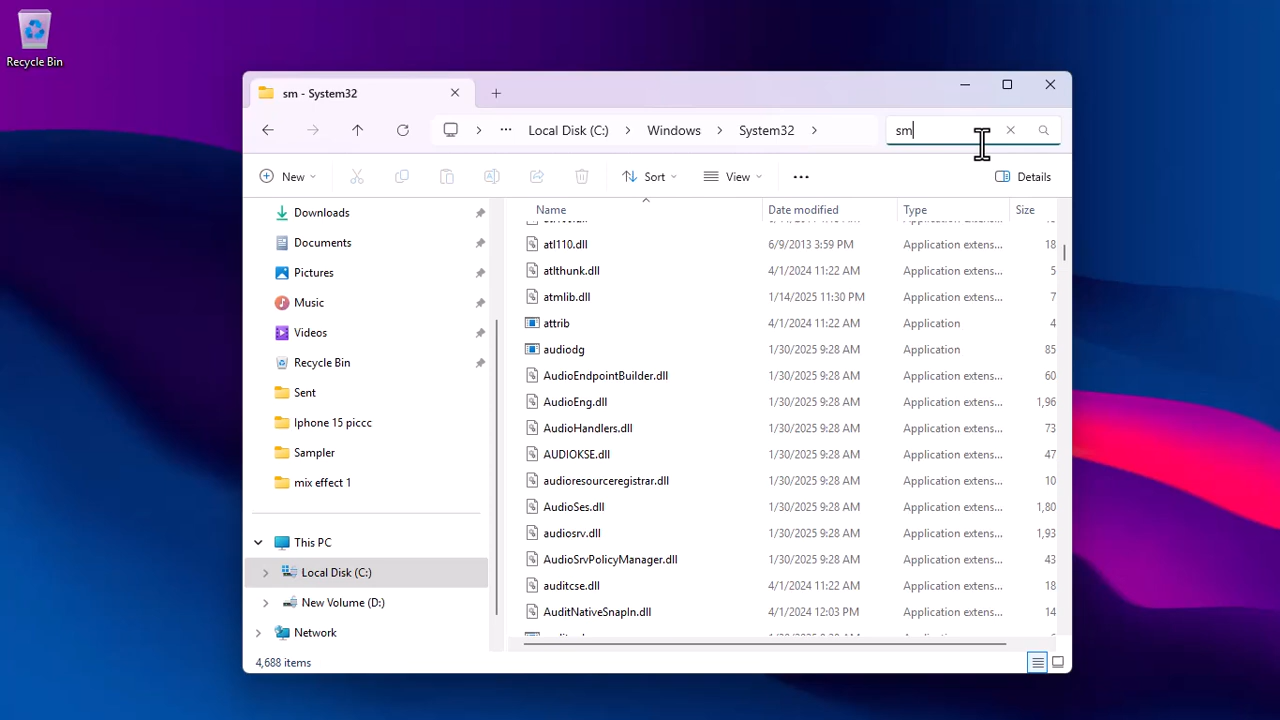 Recycle Bin
sm - System32
Local Disk (C:) Windows System32
sm
New Sort View Details
Downloads
Documents
Pictures
Music
Videos
Recycle Bin
Sent
Iphone 15 piccc
Sampler
mix effect 1
This PC
Local Disk (C:)
New Volume (D:)
Network
Name Date modified Type Size
atl110.dll 6/9/2013 3:59 PM Application extens... 18
atlthunk.dll 4/1/2024 11:22 AM Application extens... 5
atmlib.dll 1/14/2025 11:30 PM Application extens... 7
attrib 4/1/2024 11:22 AM Application 4
audiodg 1/30/2025 9:28 AM Application 85
AudioEndpointBuilder.dll 1/30/2025 9:28 AM Application extens... 60
AudioEng.dll 1/30/2025 9:28 AM Application extens... 1,96
AudioHandlers.dll 1/30/2025 9:28 AM Application extens... 73
AUDIOKSE.dll 1/30/2025 9:28 AM Application extens... 47
audioresourceregistrar.dll 1/30/2025 9:28 AM Application extens... 10
AudioSes.dll 1/30/2025 9:28 AM Application extens... 1,80
audiosrv.dll 1/30/2025 9:28 AM Application extens... 1,93
AudioSrvPolicyManager.dll 1/30/2025 9:28 AM Application extens... 43
auditcse.dll 4/1/2024 11:22 AM Application extens... 18
AuditNativeSnapIn.dll 4/1/2024 12:03 PM Application extens... 14
4,688 items